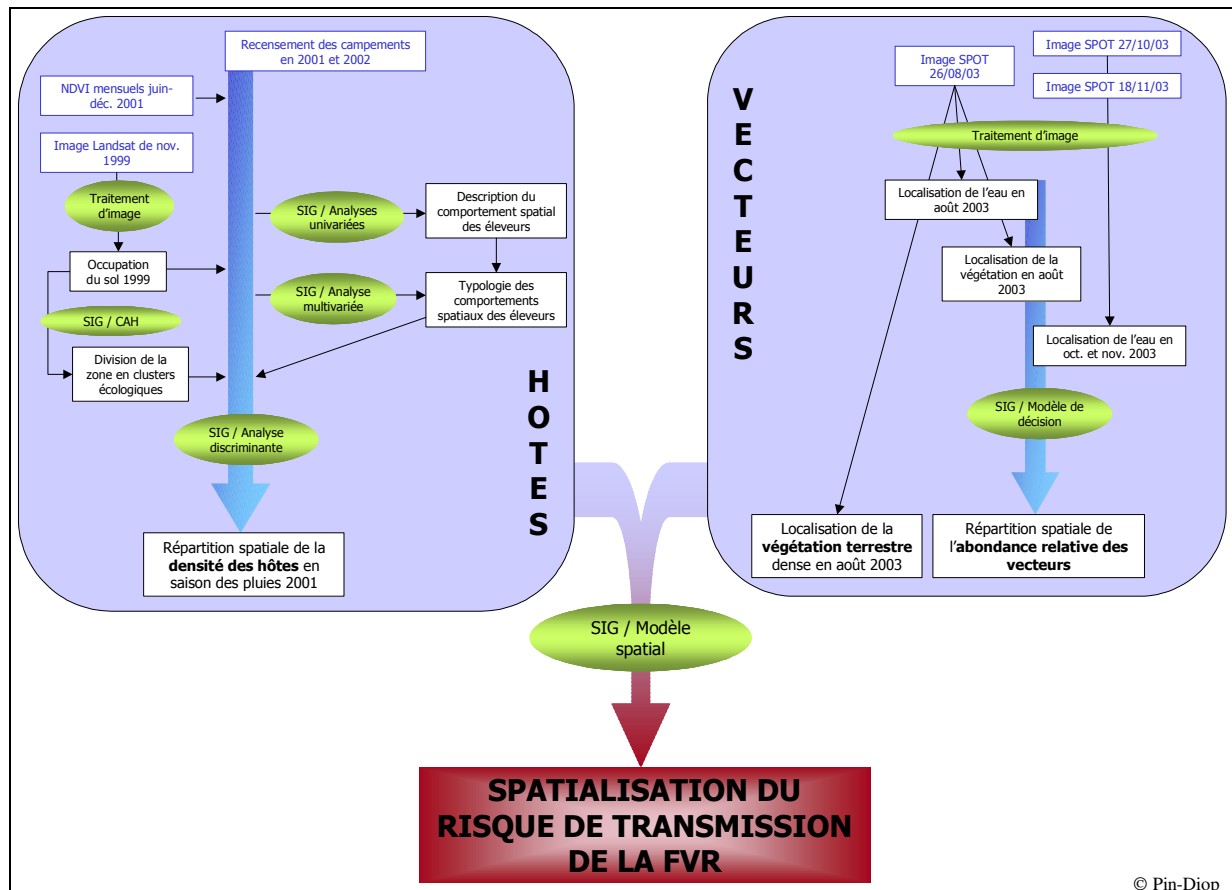 Recensement des campements
en 2001 et 2002
NDVI mensuels juin-
déc. 2001
Image Landsat de nov.
1999
Traitement
d'image
Occupation
du sol 1999
SIG / CAH
Division de la
zone en clusters
écologiques
SIG / Analyses
univariées
Description du
comportement spatial
des éleveurs
SIG / Analyse
multivariée
Typologie des
comportements
spatiaux des éleveurs
SIG / Analyse
discriminante
Répartition spatiale de la
densité des hôtes en
saison des pluies 2001
H
O
T
E
S
V
E
C
T
E
U
R
S
Image SPOT
26/08/03
Image SPOT 27/10/03
Image SPOT 18/11/03
Traitement d'image
Localisation de l'eau en
août 2003
Localisation de la
végétation en août
2003
Localisation de l'eau en
oct. et nov. 2003
SIG / Modèle de
décision
Localisation de la
végétation terrestre
dense en août 2003
Répartition spatiale de
l'abondance relative des
vecteurs
SIG / Modèle
spatial
SPATIALISATION DU
RISQUE DE TRANSMISSION
DE LA FVR
© Pin-Diop